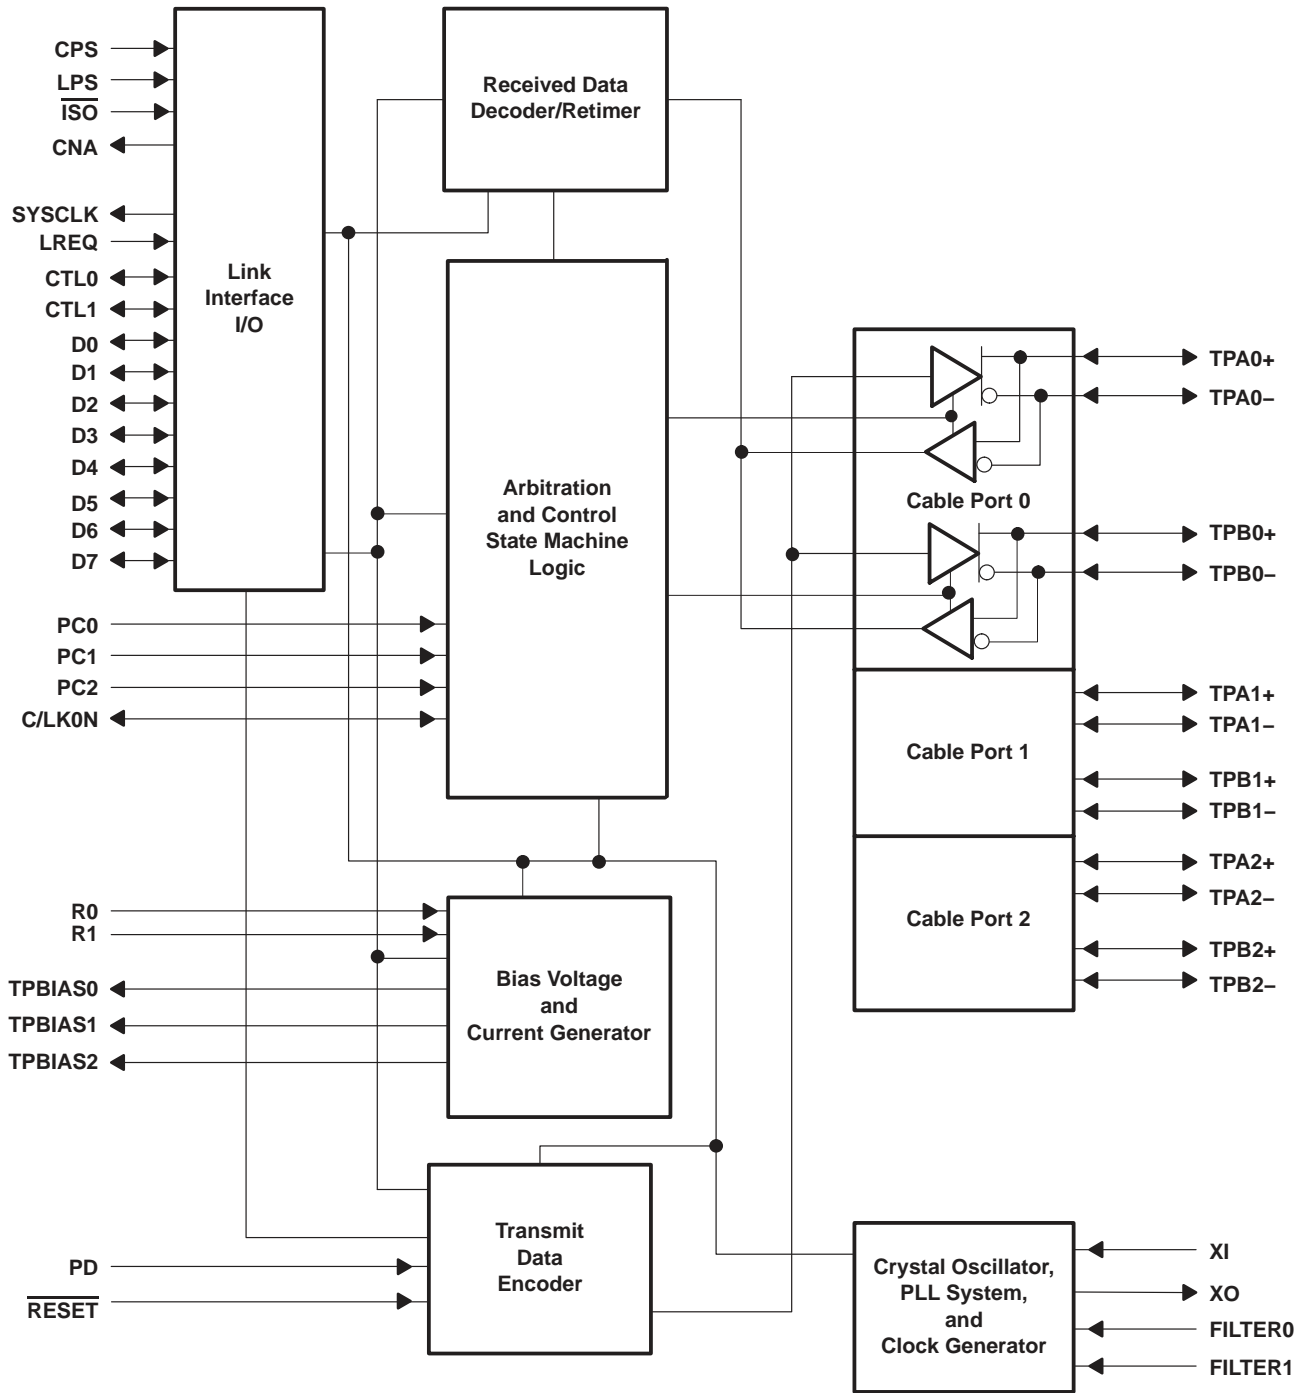 CPS
LPS
ISO
CNA
SYSCLK
LREQ
CTL0
CTL1
D0
D1
D2
D3
D4
D5
D6
D7
Link
Interface
I/O
Received Data
Decoder/Retimer
Arbitration
and Control
State Machine
Logic
PC0
PC1
PC2
C/LK0N
R0
R1
TPBIAS0
TPBIAS1
TPBIAS2
Bias Voltage
and
Current Generator
PD
RESET
Transmit
Data
Encoder
Cable Port 0
TPA0+
TPA0–
TPB0+
TPB0–
Cable Port 1
TPA1+
TPA1–
TPB1+
TPB1–
Cable Port 2
TPA2+
TPA2–
TPB2+
TPB2–
Crystal Oscillator,
PLL System,
and
Clock Generator
XI
XO
FILTER0
FILTER1